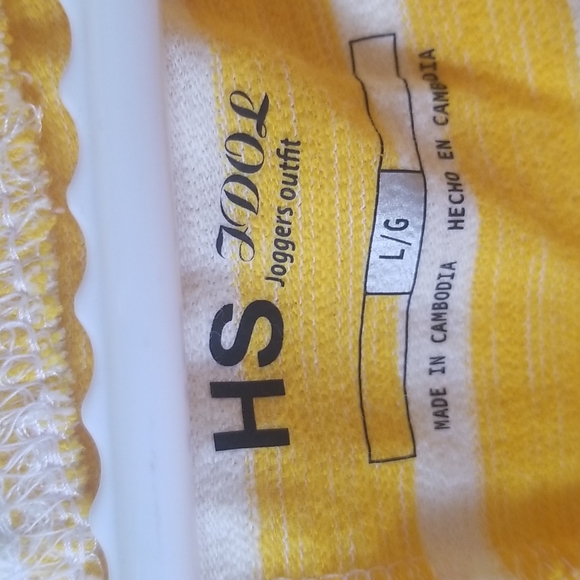 HS IDOL
Joggers outfit
L/G
MADE IN CAMBODIA HECHO EN CAMBODIA